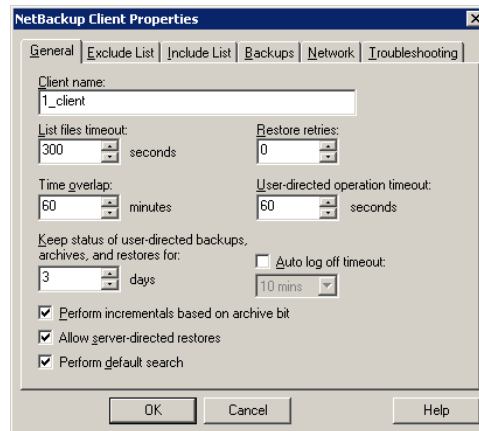 NetBackup Client Properties
General Exclude List Include List Backups Network Troubleshooting
Client name:
1_client
List files timeout: Restore retries:
300 seconds 0
Time overlap: User-directed operation timeout:
60 minutes 60 seconds
Keep status of user-directed backups,
archives, and restores for: Auto log off timeout:
3 days 10 mins
Perform incrementals based on archive bit
Allow server-directed restores
Perform default search
OK Cancel Help